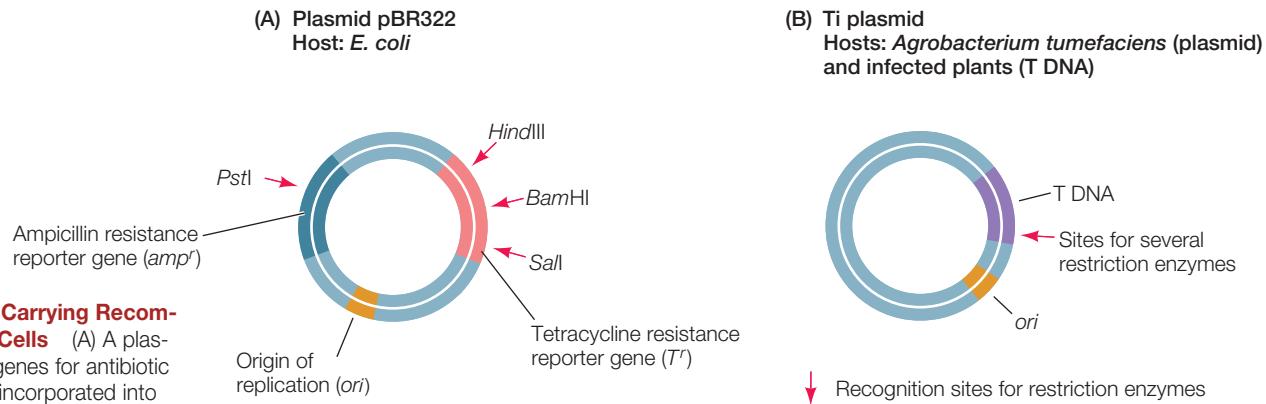 (A) Plasmid pBR322
Host: E. coli
(B) Ti plasmid
Hosts: Agrobacterium tumefaciens (plasmid)
and infected plants (T DNA)
HindIII
PstI
BamHI
SalI
Ampicillin resistance
reporter gene (ampʳ)
Origin of
replication (ori)
Tetracycline resistance
reporter gene (Tʳ)
T DNA
Sites for several
restriction enzymes
ori
Recognition sites for restriction enzymes
Carrying Recom-
Cells (A) A plas-
genes for antibiotic
incorporated into